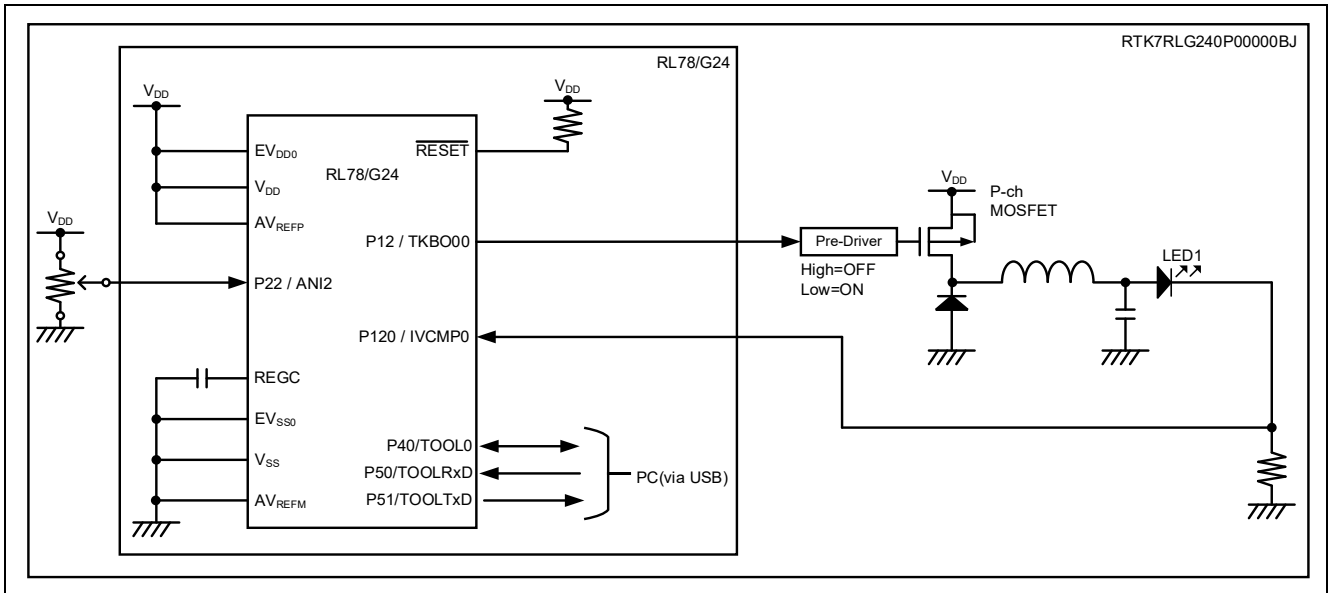 RTK7RLG240P00000BJ
RL78/G24
VDD
VDD
EVDD0
RESET
RL78/G24
VDD
VDD
P-ch
MOSFET
VDD
AVREFP
P12 / TKBO00
Pre-Driver
High=OFF
Low=ON
LED1
P22 / ANI2
P120 / IVCMP0
REGC
EVSS0
P40/TOOL0
VSS
P50/TOOLRxD
PC(via USB)
AVREFM
P51/TOOLTxD